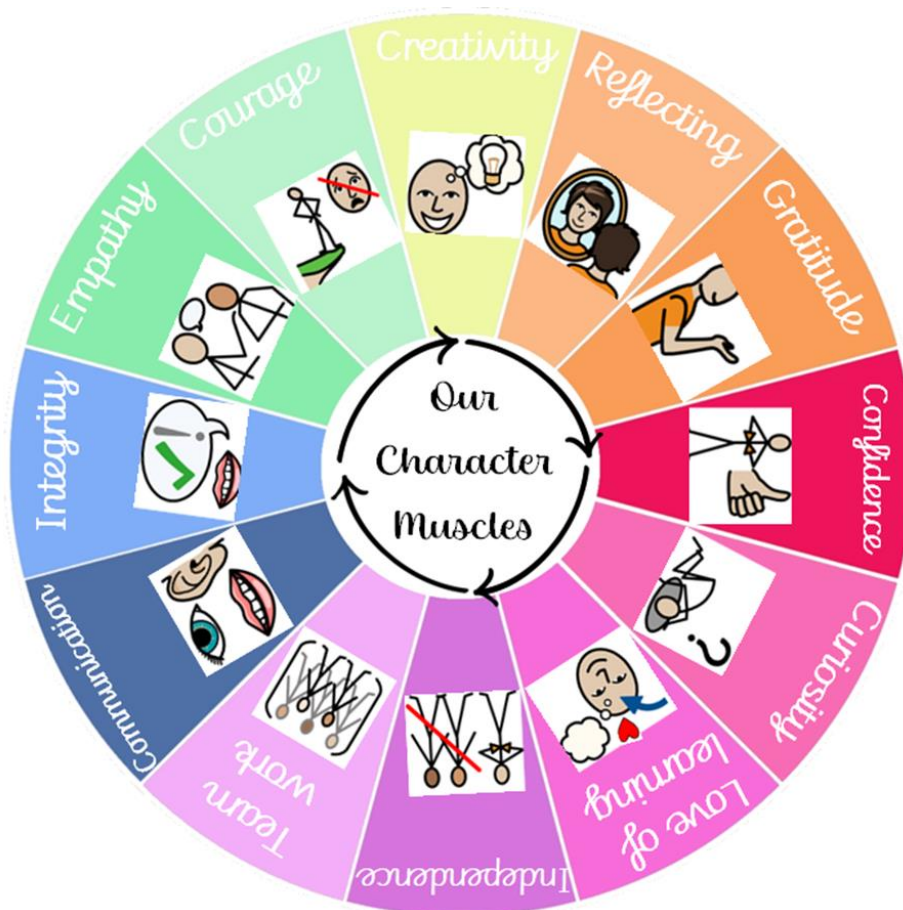 Our
Character
Muscles
Creativity
Reflecting
Gratitude
Confidence
Curiosity
Love of
learning
Independence
Team
work
Communication
Integrity
Empathy
Courage